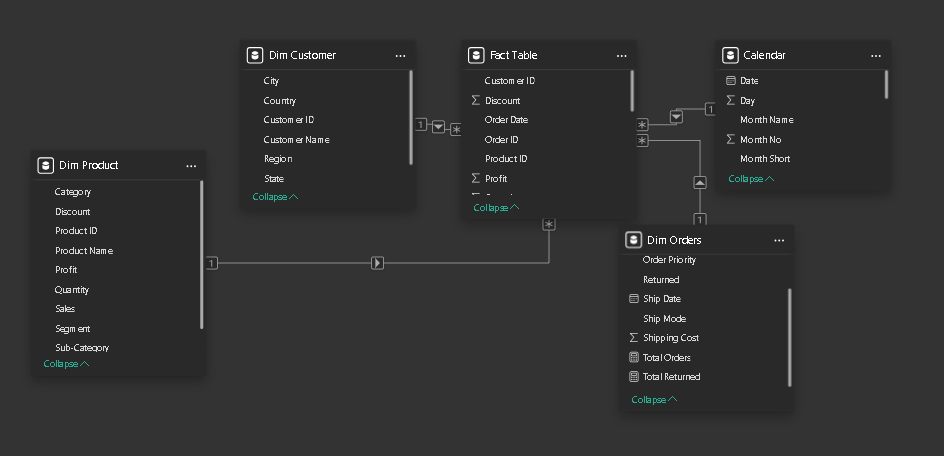 Dim Customer ...
City
Country
Customer ID
Customer Name
Region
State
Collapse
Fact Table ...
Customer ID
Discount
Order Date
Order ID
Product ID
Profit
Collapse
Calendar ...
Date
Day
Month Name
Month No
Month Short
Collapse
1
*
*
1
*
1
*
1
Dim Product ...
Category
Discount
Product ID
Product Name
Profit
Quantity
Sales
Segment
Sub-Category
Collapse
Dim Orders ...
Order Priority
Returned
Ship Date
Ship Mode
Shipping Cost
Total Orders
Total Returned
Collapse